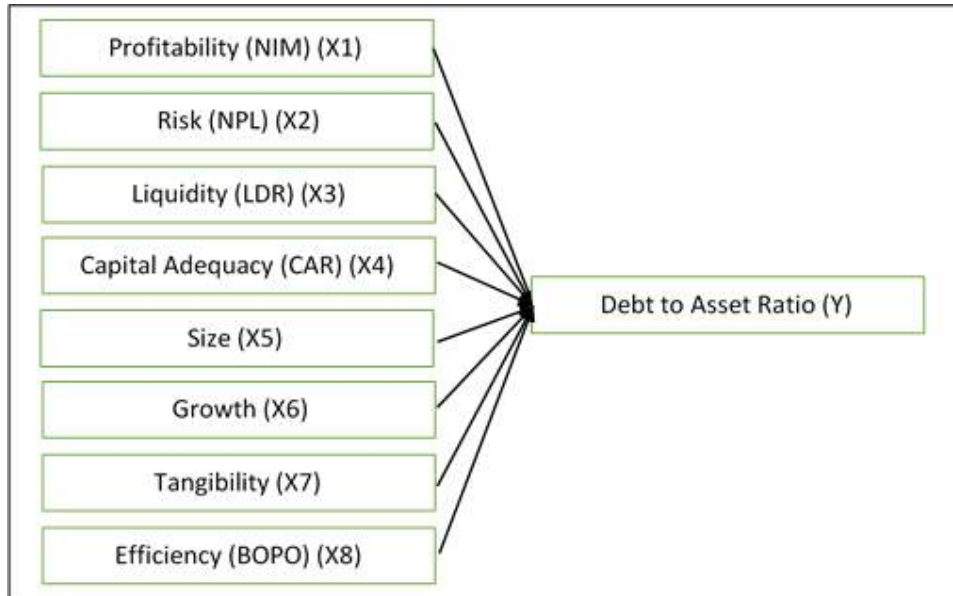 Profitability (NIM) (X1)
Risk (NPL) (X2)
Liquidity (LDR) (X3)
Capital Adequacy (CAR) (X4)
Size (X5)
Growth (X6)
Tangibility (X7)
Efficiency (BOPO) (X8)
Debt to Asset Ratio (Y)